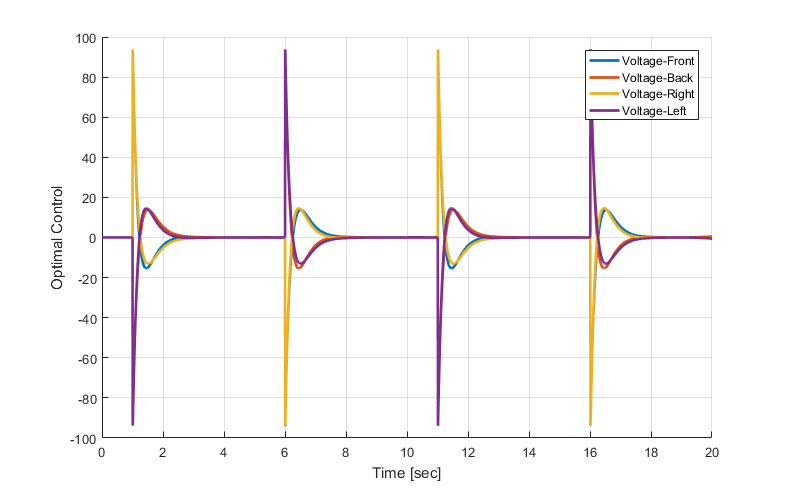 100
80
60
40
20
0
-20
-40
-60
-80
-100
Optimal Control
Voltage-Front
Voltage-Back
Voltage-Right
Voltage-Left
0 2 4 6 8 10 12 14 16 18 20
Time [sec]